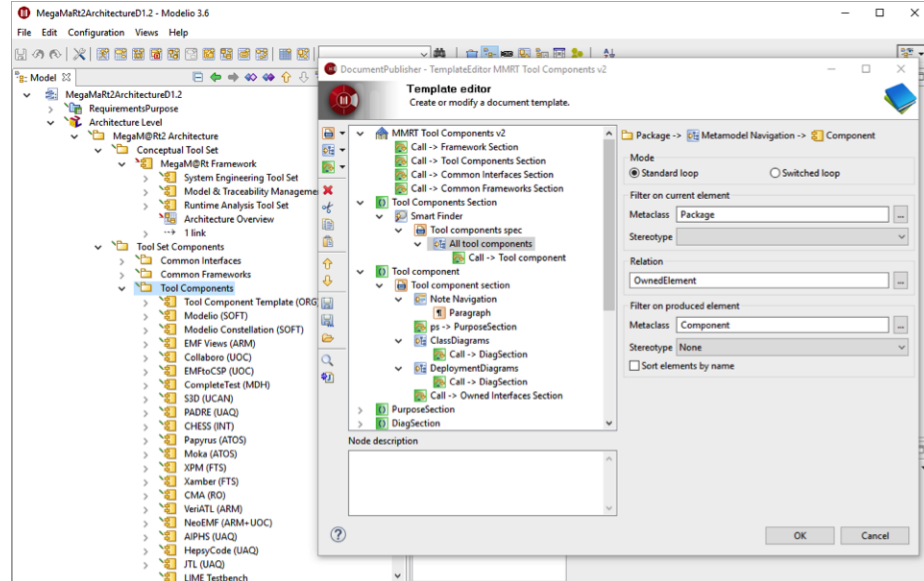 MegaMaRt2ArchitectureD1.2 - Modelio 3.6
File Edit Configuration Views Help
Model
MegaMaRt2ArchitectureD1.2
RequirementsPurpose
Architecture Level
MegaM@Rt2 Architecture
Conceptual Tool Set
MegaM@Rt Framework
System Engineering Tool Set
Model & Traceability Manageme
Runtime Analysis Tool Set
Architecture Overview
1 link
Tool Set Components
Common Interfaces
Common Frameworks
Tool Components
Tool Component Template (ORG
Modelio (SOFT)
Modelio Constellation (SOFT)
EMF Views (ARM)
Collaboro (UOC)
EMFtoCSP (UOC)
CompleteTest (MDH)
S3D (UCAN)
PADRE (UAQ)
CHESS (INT)
Papyrus (ATOS)
Moka (ATOS)
XPM (FTS)
Xamber (FTS)
CMA (RO)
VeriATL (ARM)
NeoEMF (ARM+UOC)
AIPHS (UAQ)
HepsyCode (UAQ)
JTL (UAQ)
LIME Testbench
DocumentPublisher - TemplateEditor MMRT Tool Components v2
Template editor
Create or modify a document template.
MMRT Tool Components v2
Call -> Framework Section
Call -> Tool Components Section
Call -> Common Interfaces Section
Call -> Common Frameworks Section
Tool Components Section
Smart Finder
Tool components spec
All tool components
Call -> Tool component
Tool component
Tool component section
Note Navigation
Paragraph
ps -> PurposeSection
ClassDiagrams
Call -> DiagSection
DeploymentDiagrams
Call -> DiagSection
Call -> Owned Interfaces Section
PurposeSection
DiagSection
Node description
Package -> Metamodel Navigation -> Component
Mode
Standard loop Switched loop
Filter on current element
Metaclass Package ...
Stereotype
Relation
OwnedElement ...
Filter on produced element
Metaclass Component ...
Stereotype None
Sort elements by name
OK Cancel